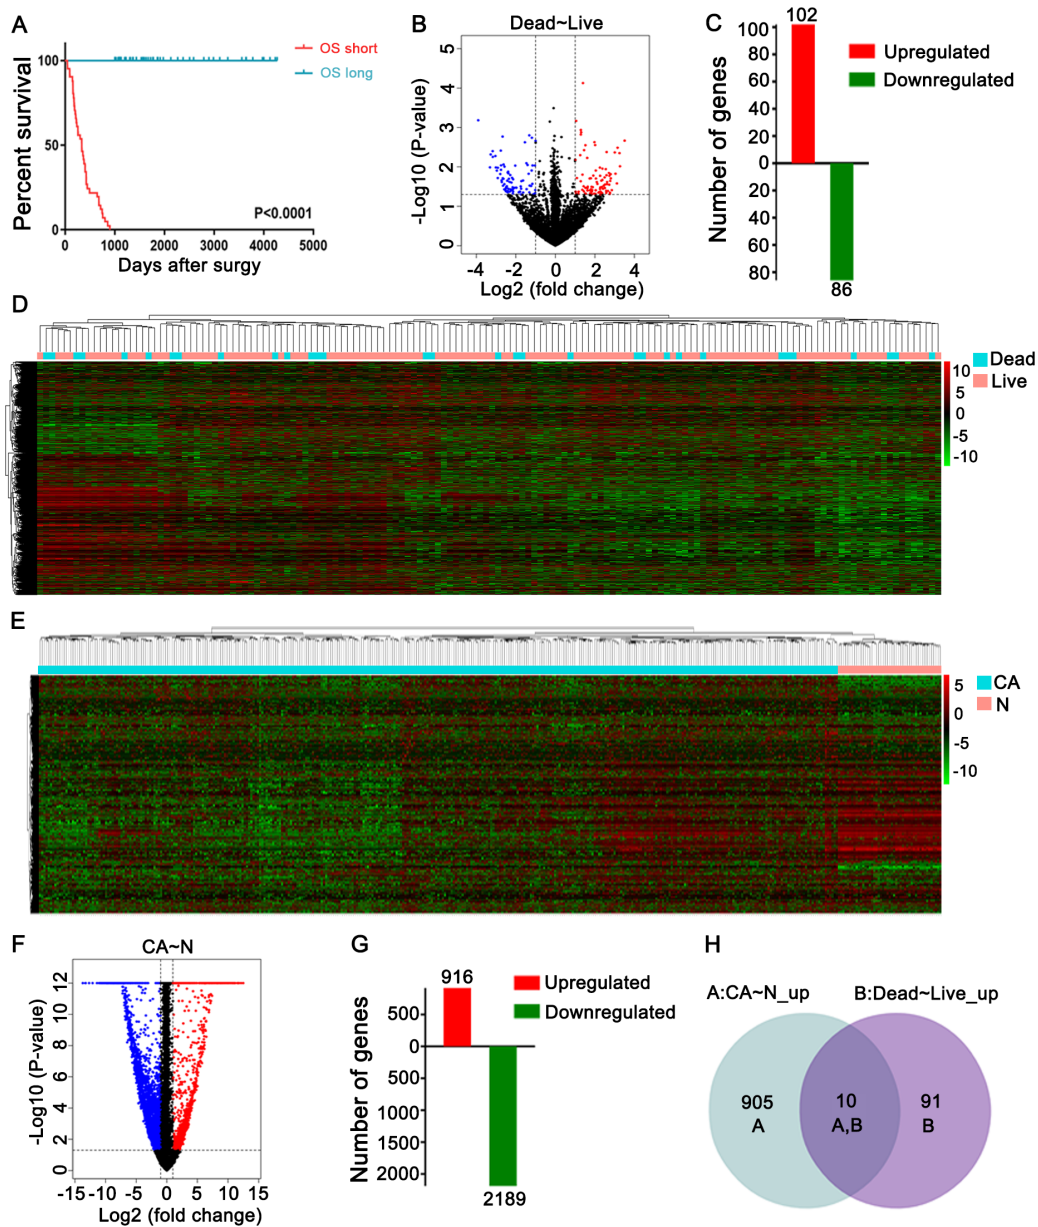 A
OS short
OS long
Percent survival
100
50
0
P<0.0001
0 1000 2000 3000 4000 5000
Days after surgy
B
Dead~Live
-Log10 (P-value)
5
4
3
2
1
0
-4 -2 0 2 4
Log2 (fold change)
C
102
Upregulated
Downregulated
Number of genes
100
80
60
40
20
0
20
40
60
80
86
D
Dead
Live
10
5
0
-5
-10
E
CA
N
5
0
-5
-10
F
CA~N
-Log10 (P-value)
12
10
8
6
4
2
0
-15 -10 -5 0 5 10 15
Log2 (fold change)
G
916
Upregulated
Downregulated
Number of genes
500
0
500
1000
1500
2000
2189
H
A:CA~N_up B:Dead~Live_up
905 10 91
A A,B B